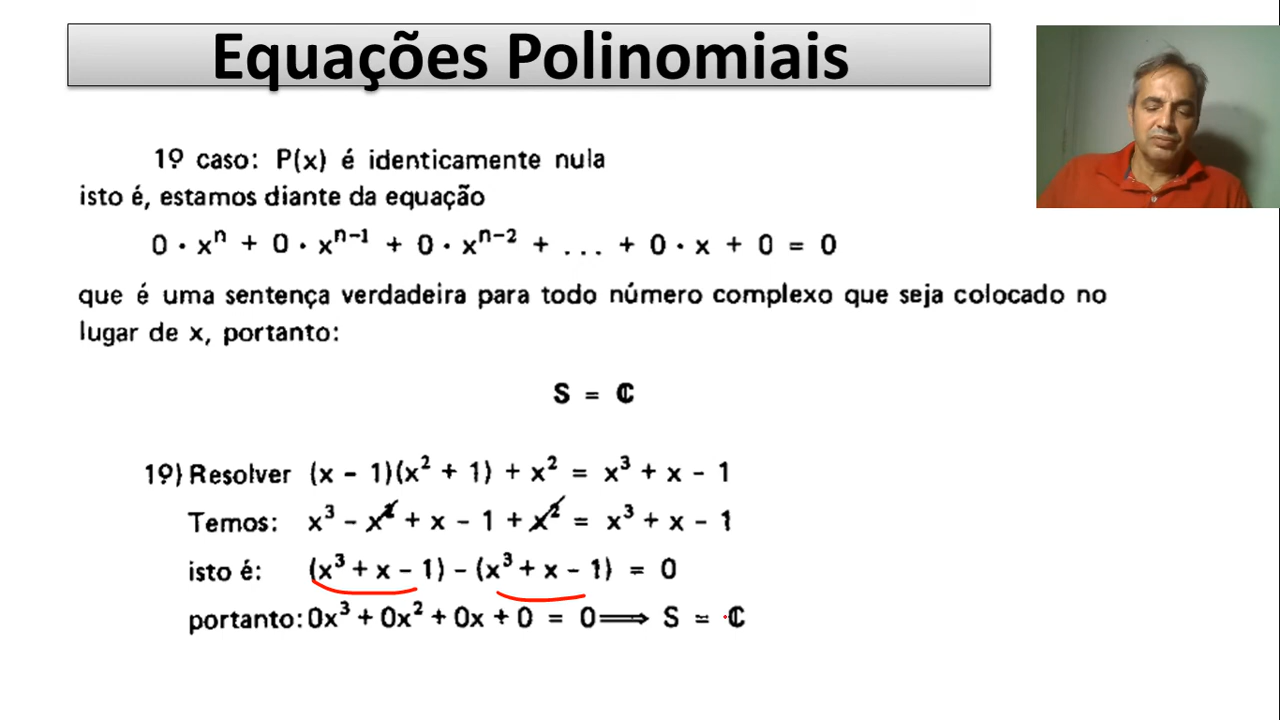 Equações Polinomiais
1º caso: P(x) é identicamente nula
isto é, estamos diante da equação
0 · xⁿ + 0 · xⁿ⁻¹ + 0 · xⁿ⁻² + ... + 0 · x + 0 = 0
que é uma sentença verdadeira para todo número complexo que seja colocado no
lugar de x, portanto:
S = ℂ
1º) Resolver (x − 1)(x² + 1) + x² = x³ + x − 1
Temos: x³ − x² + x − 1 + x² = x³ + x − 1
isto é: (x³ + x − 1) − (x³ + x − 1) = 0
portanto: 0x³ + 0x² + 0x + 0 = 0 ⟹ S = ℂ